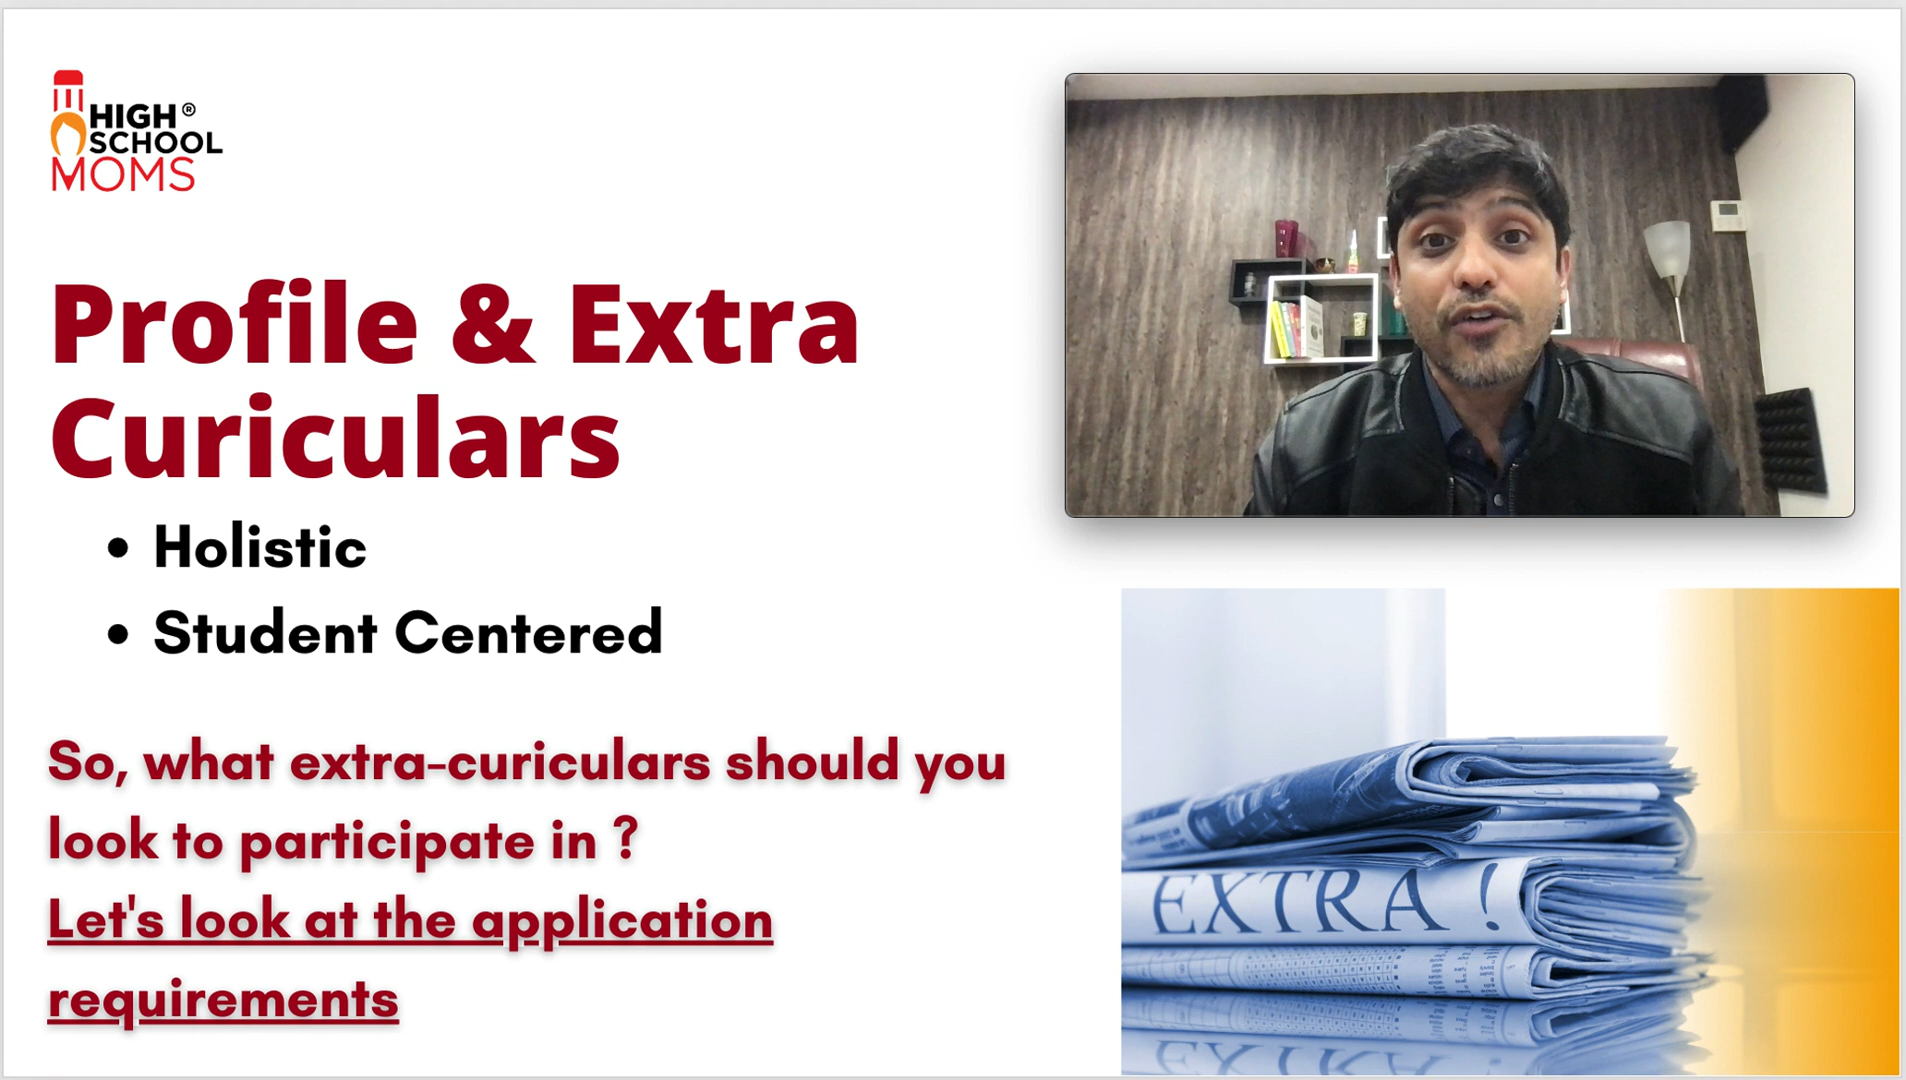 HIGH®
SCHOOL
MOMS
Profile & Extra
Curiculars
• Holistic
• Student Centered
So, what extra-curiculars should you
look to participate in ?
Let's look at the application
requirements
EXTRA !